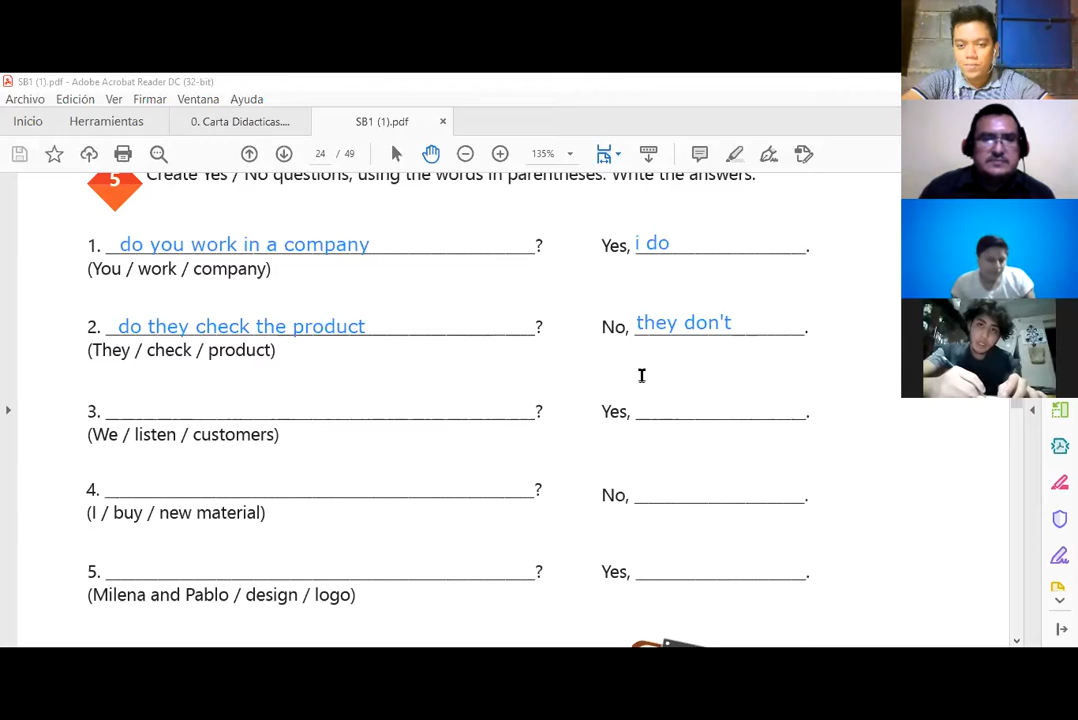 SB1 (1).pdf - Adobe Acrobat Reader DC (32-bit)
Archivo Edición Ver Firmar Ventana Ayuda
Inicio Herramientas 0. Carta Didacticas.... SB1 (1).pdf ×
24 / 49 135%
5 Create Yes / No questions, using the words in parentheses. Write the answers.
1. do you work in a company ? Yes, i do .
(You / work / company)
2. do they check the product ? No, they don't .
(They / check / product)
3. ? Yes, .
(We / listen / customers)
4. ? No, .
(I / buy / new material)
5. ? Yes, .
(Milena and Pablo / design / logo)